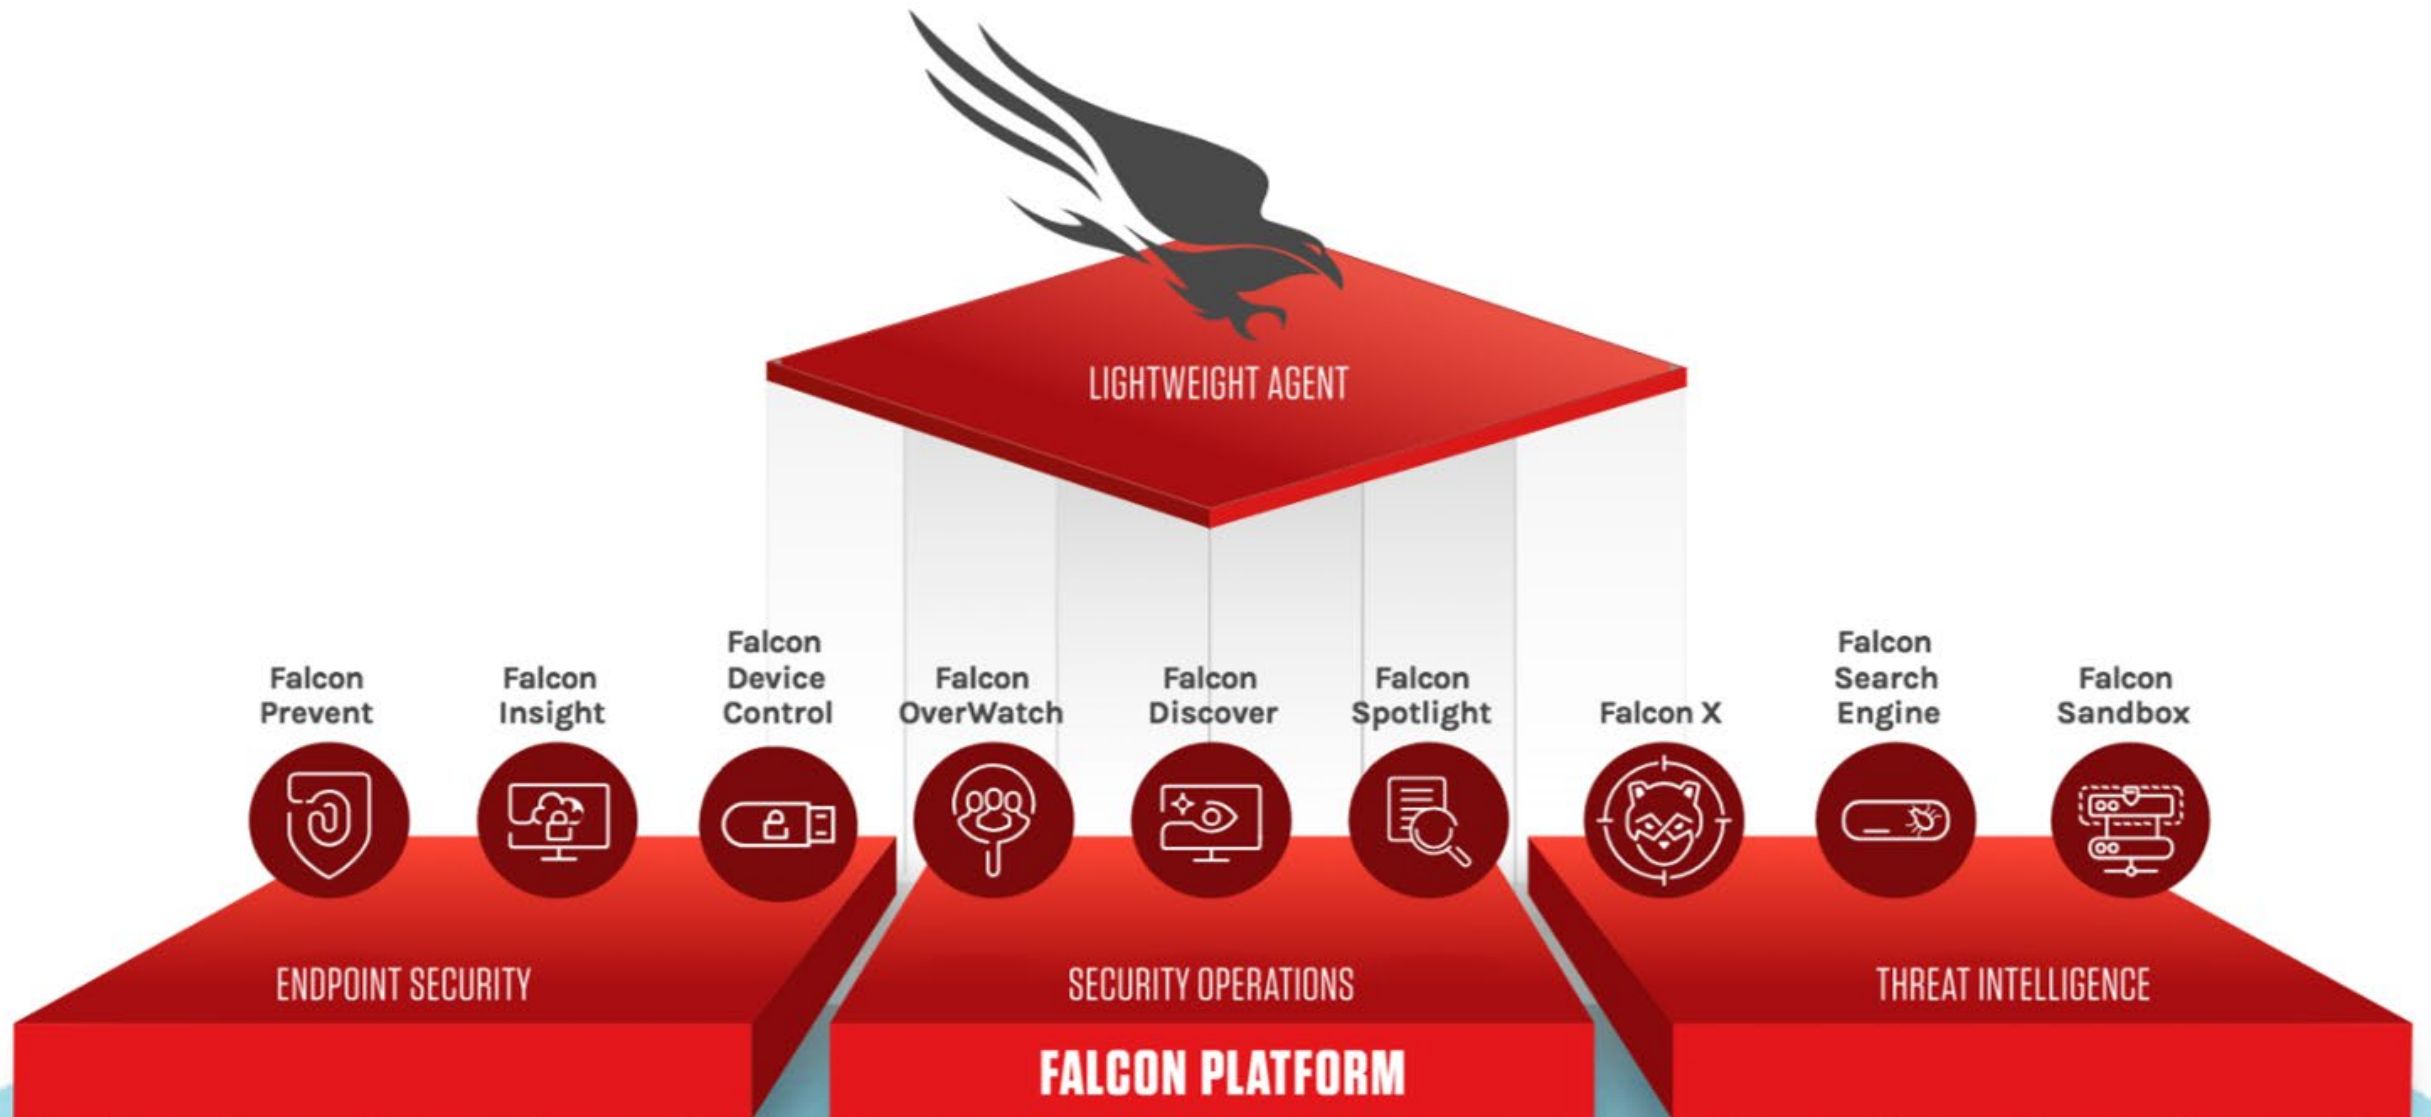 LIGHTWEIGHT AGENT
Falcon
Prevent
Falcon
Insight
Falcon
Device
Control
Falcon
OverWatch
Falcon
Discover
Falcon
Spotlight
Falcon X
Falcon
Search
Engine
Falcon
Sandbox
ENDPOINT SECURITY
SECURITY OPERATIONS
THREAT INTELLIGENCE
FALCON PLATFORM